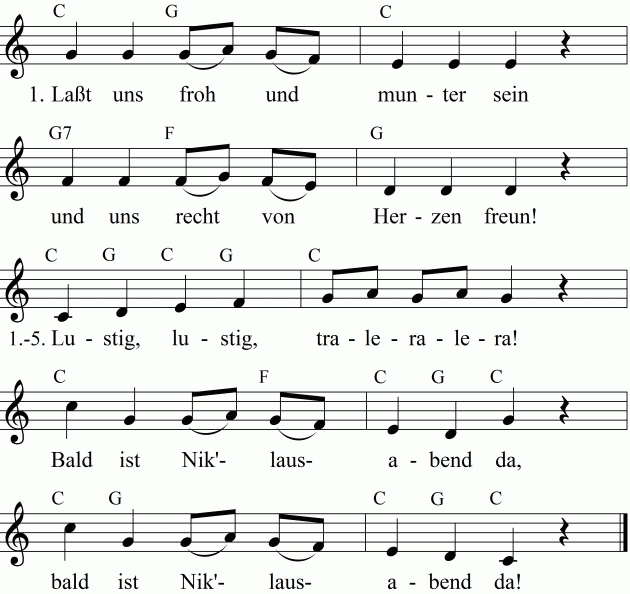 C G C
1. Laßt uns froh und mun - ter sein
G7 F G
und uns recht von Her - zen freun!
C G C G C
1.-5. Lu - stig, lu - stig, tra - le - ra - le - ra!
C F C G C
Bald ist Nik'- laus- a - bend da,
C G C G C
bald ist Nik'- laus- a - bend da!